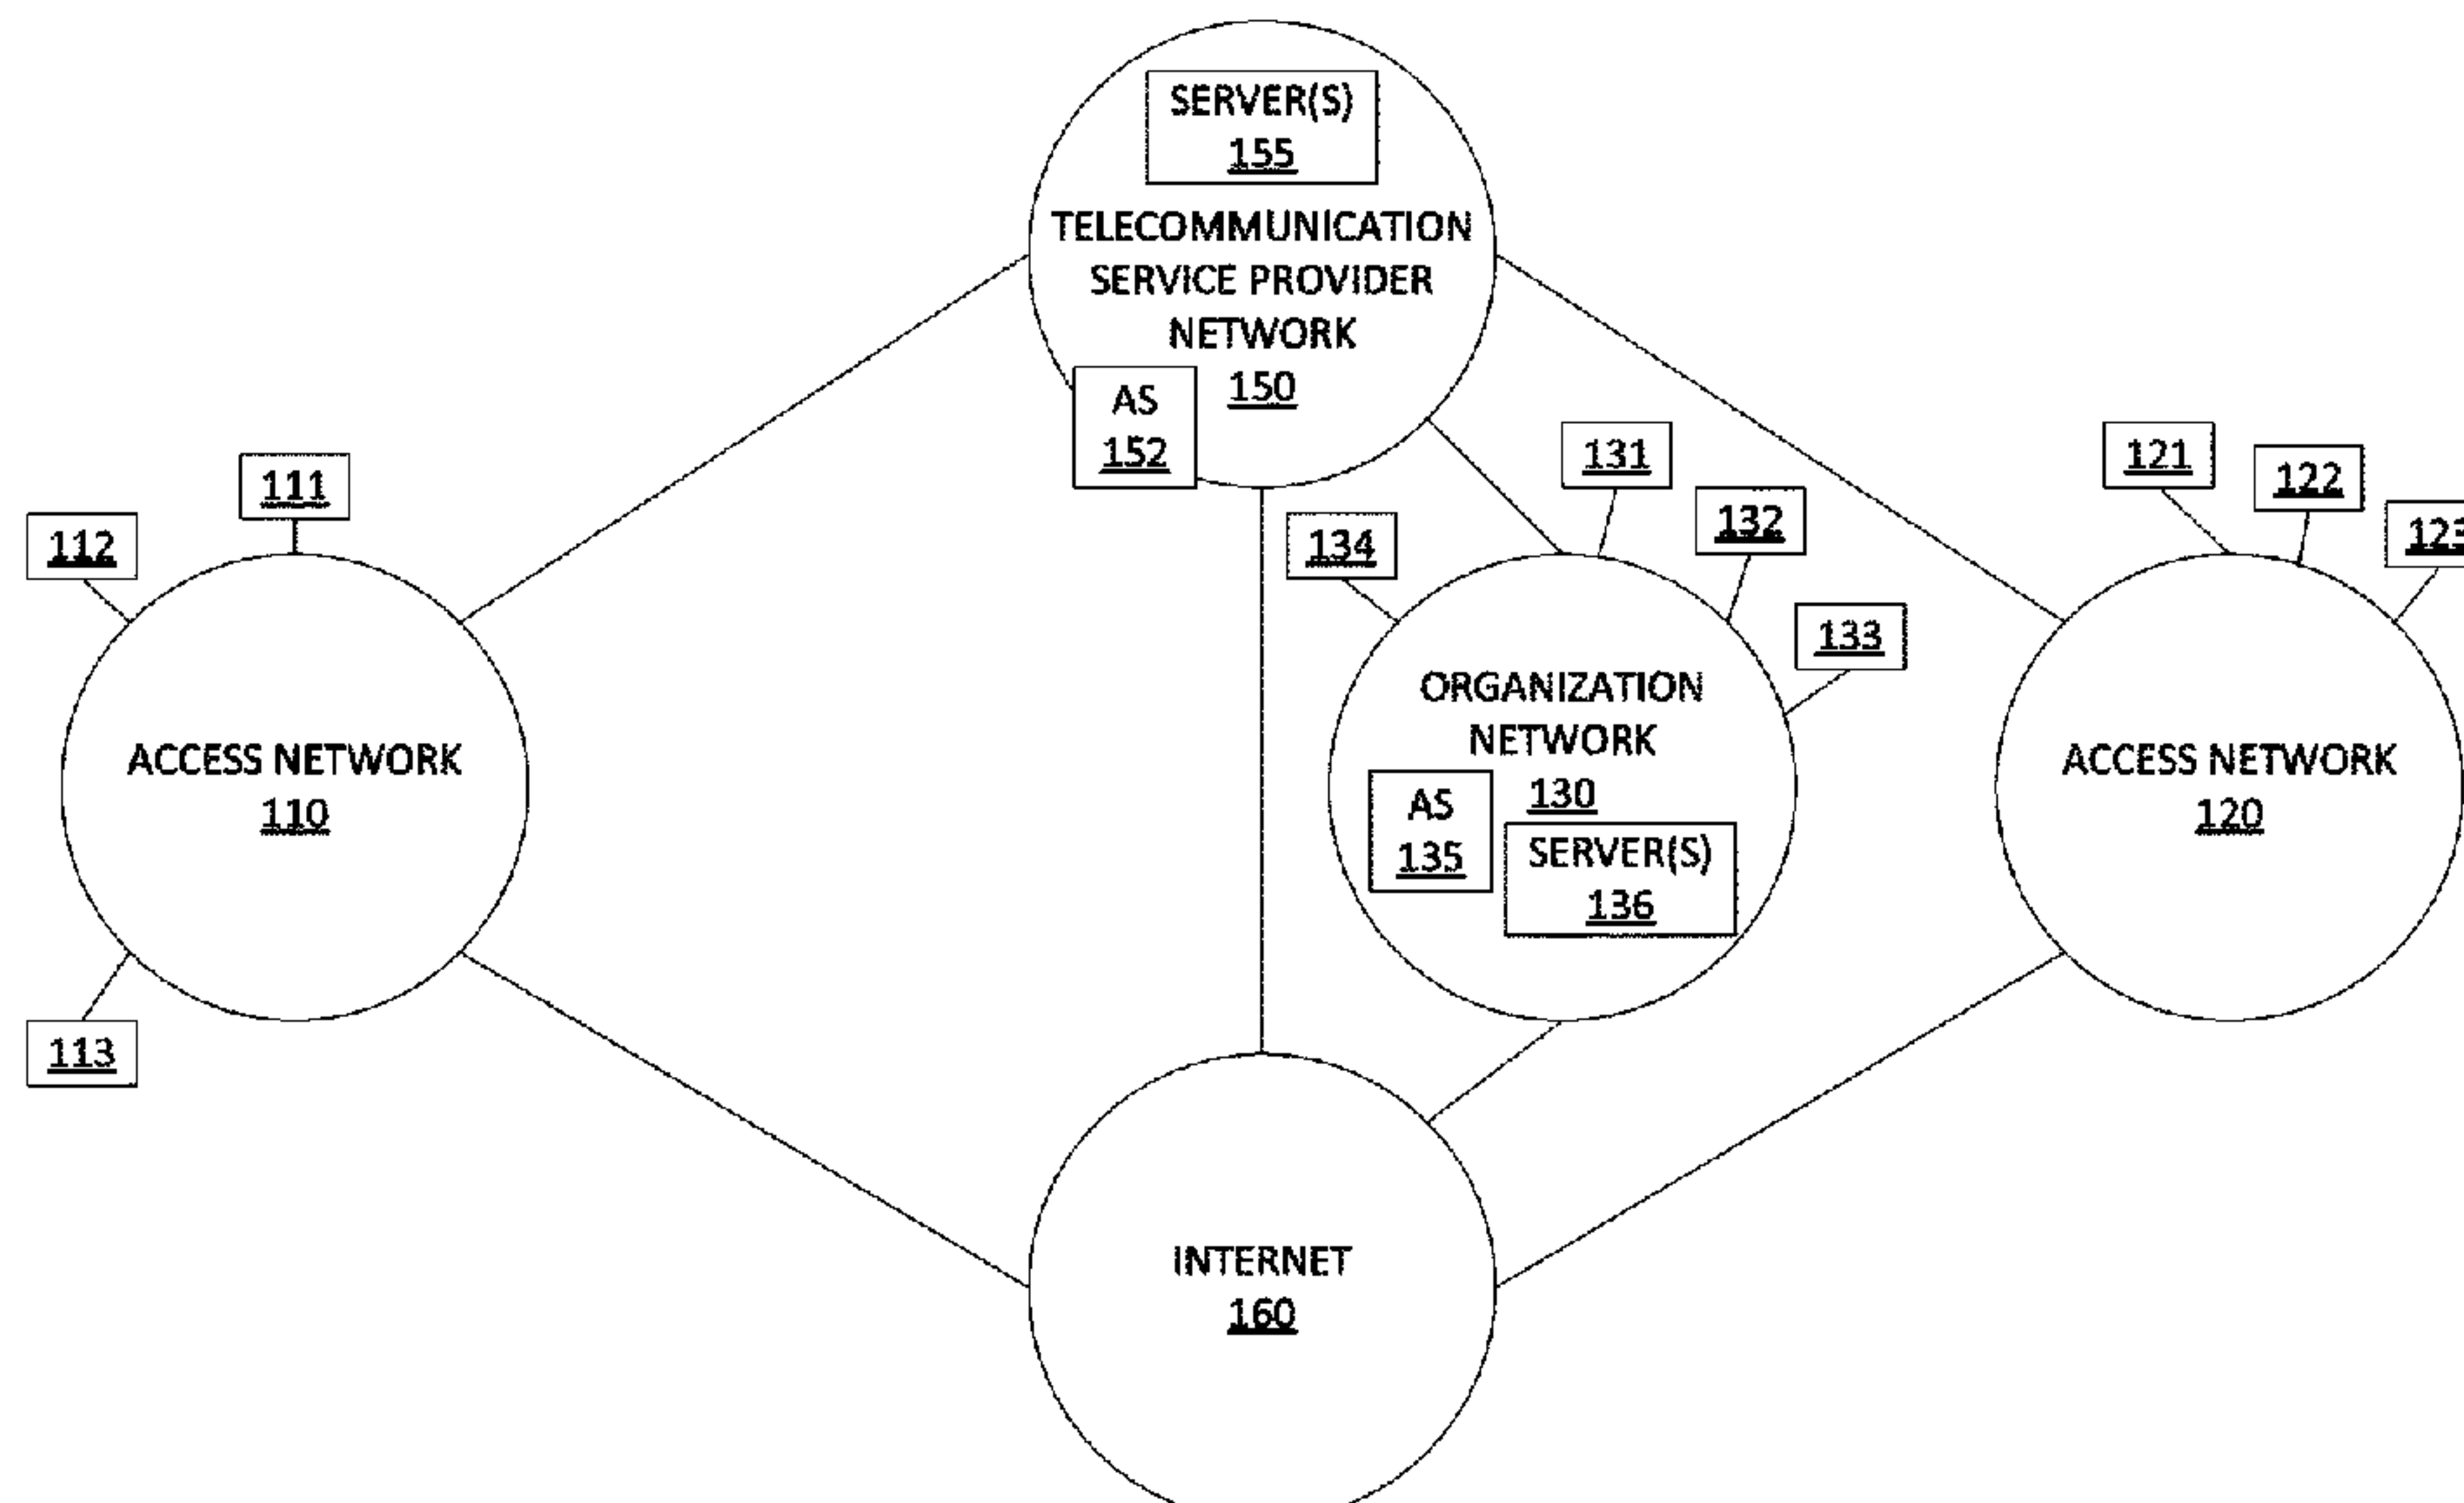 SERVER(S)
155
TELECOMMUNICATION
SERVICE PROVIDER
NETWORK
150
AS
152
111
112
ACCESS NETWORK
110
113
134
131
132
133
ORGANIZATION
NETWORK
130
AS
135
SERVER(S)
136
121
122
123
ACCESS NETWORK
120
INTERNET
160